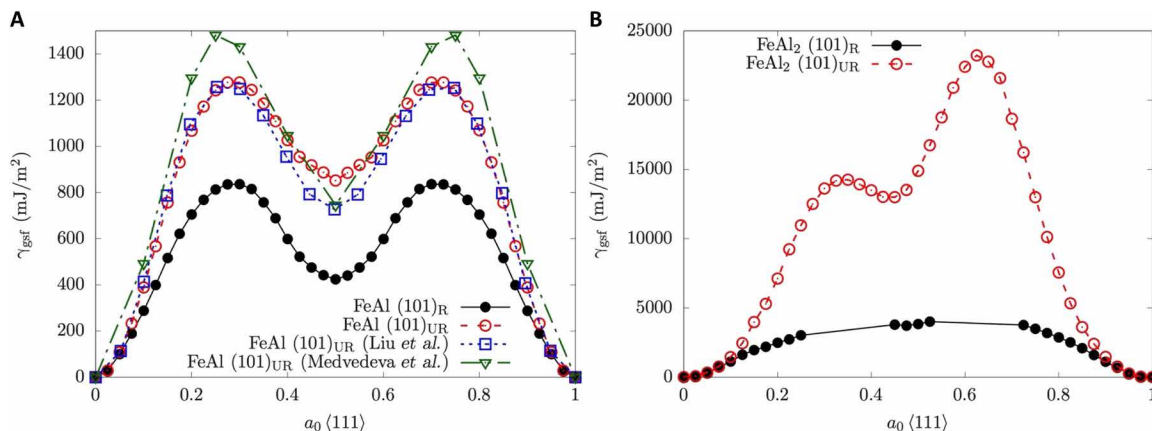 A
γgsf (mJ/m²)
1400
1200
1000
800
600
400
200
0
0 0.2 0.4 0.6 0.8 1
a₀ ⟨111⟩
FeAl (101)R
FeAl (101)UR
FeAl (101)UR (Liu et al.)
FeAl (101)UR (Medvedeva et al.)
B
γgsf (mJ/m²)
25000
20000
15000
10000
5000
0
0 0.2 0.4 0.6 0.8 1
a₀ ⟨111⟩
FeAl₂ (101)R
FeAl₂ (101)UR